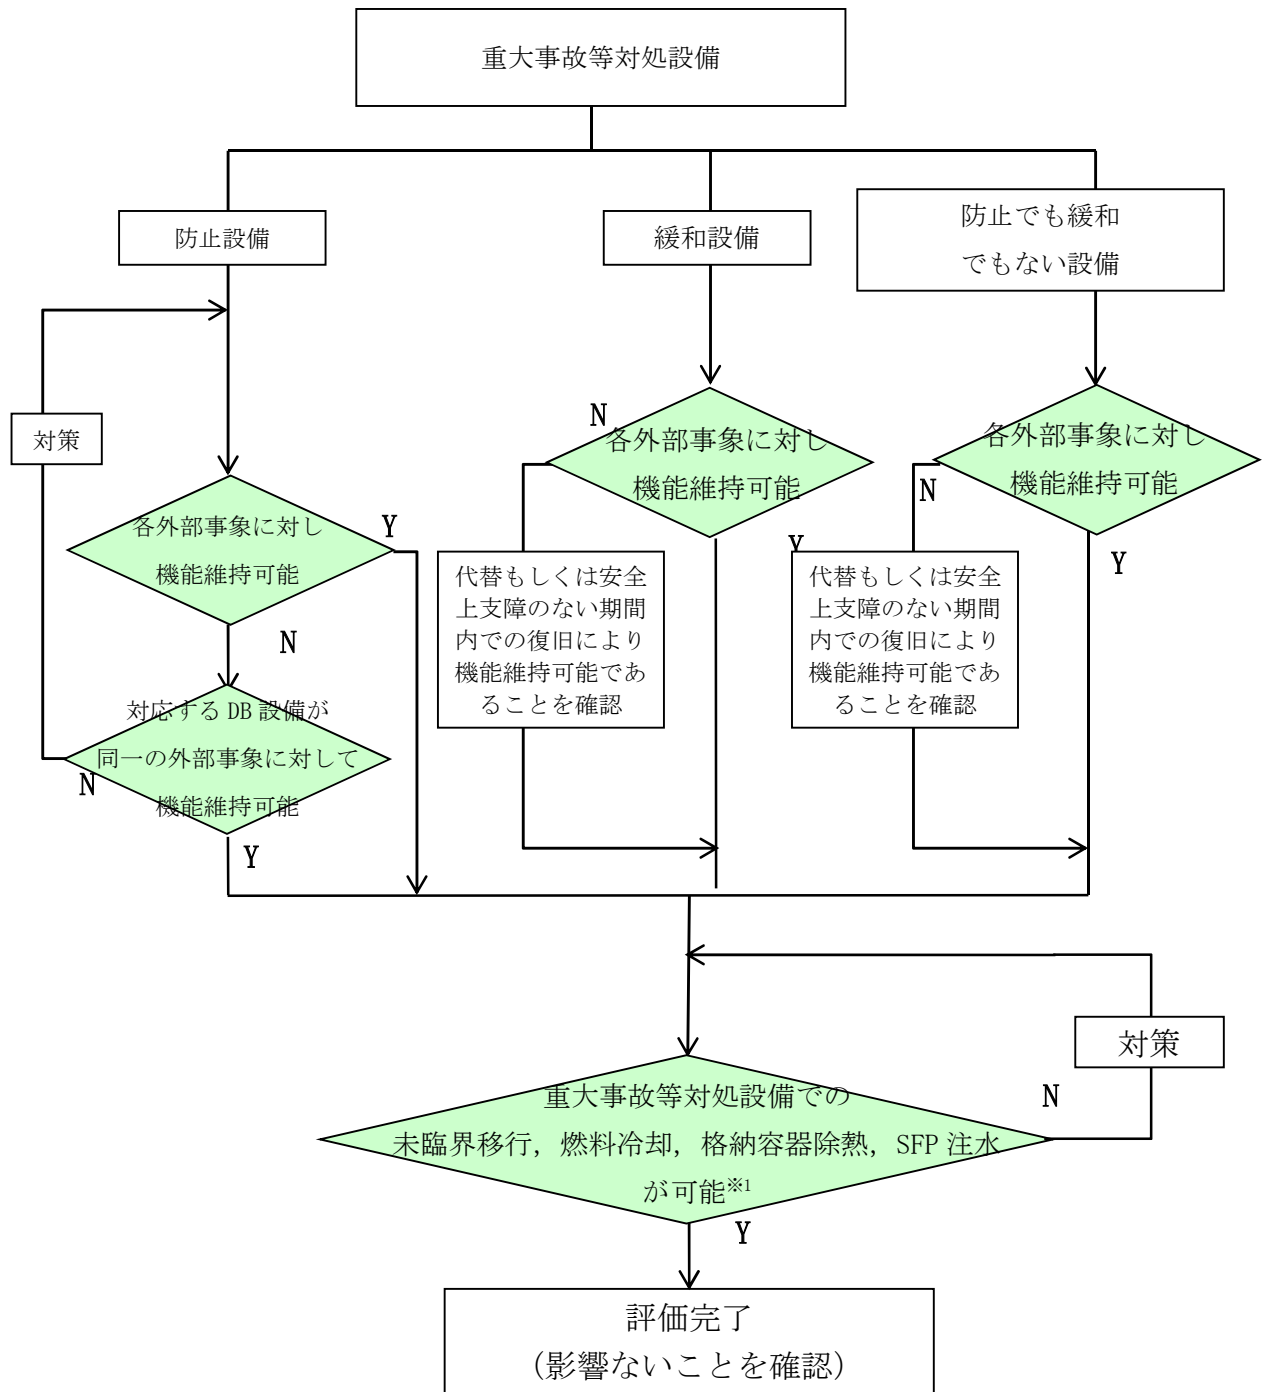 重大事故等対処設備
防止設備
緩和設備
防止でも緩和
でもない設備
対策
各外部事象に対し
機能維持可能
Y
N
対応する DB 設備が
同一の外部事象に対して
機能維持可能
N
Y
N
各外部事象に対し
機能維持可能
Y
代替もしくは安全
上支障のない期間
内での復旧により
機能維持可能であ
ることを確認
各外部事象に対し
機能維持可能
N
Y
代替もしくは安全
上支障のない期間
内での復旧により
機能維持可能であ
ることを確認
対策
重大事故等対処設備での
未臨界移行，燃料冷却，格納容器除熱，SFP 注水
が可能※1
N
Y
評価完了
（影響ないことを確認）